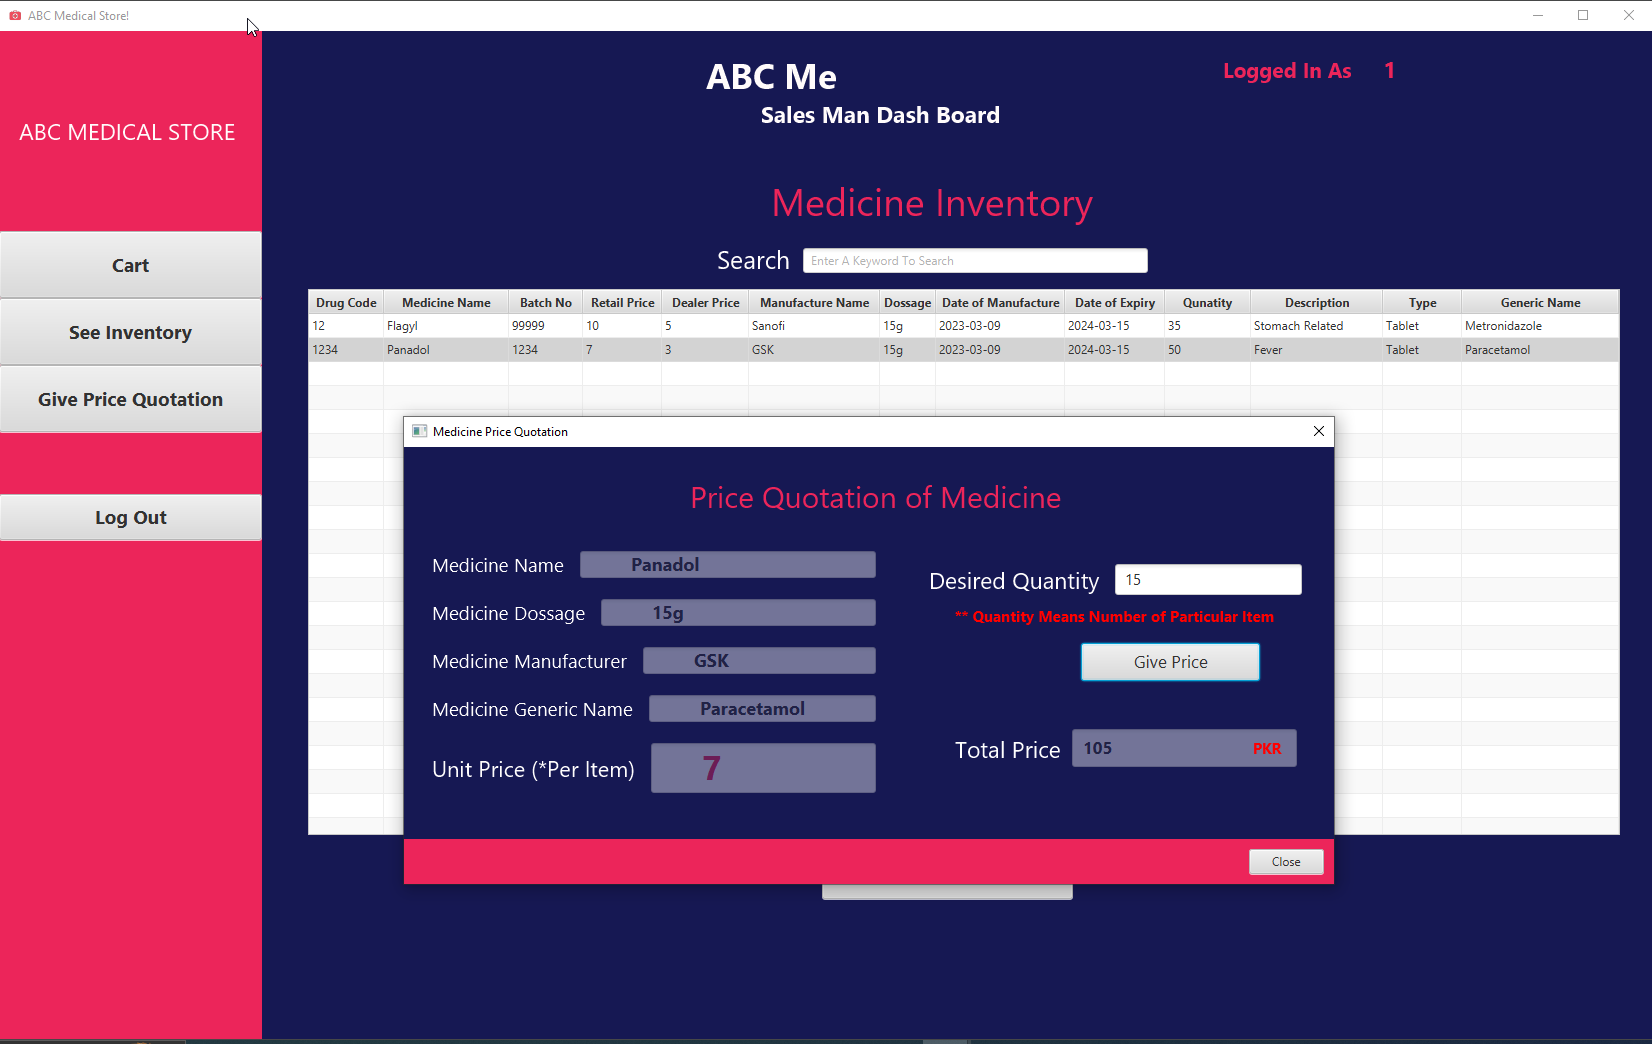 ABC Medical Store!
ABC MEDICAL STORE
Cart
See Inventory
Give Price Quotation
Log Out
ABC Me
Sales Man Dash Board
Logged In As 1
Medicine Inventory
Search Enter A Keyword To Search
Drug Code Medicine Name Batch No Retail Price Dealer Price Manufacture Name Dossage Date of Manufacture Date of Expiry Qunatity Description Type Generic Name
12 Flagyl 99999 10 5 Sanofi 15g 2023-03-09 2024-03-15 35 Stomach Related Tablet Metronidazole
1234 Panadol 1234 7 3 GSK 15g 2023-03-09 2024-03-15 50 Fever Tablet Paracetamol
Medicine Price Quotation
Price Quotation of Medicine
Medicine Name Panadol
Medicine Dossage 15g
Medicine Manufacturer GSK
Medicine Generic Name Paracetamol
Unit Price (*Per Item) 7
Desired Quantity 15
** Quantity Means Number of Particular Item
Give Price
Total Price 105 PKR
Close